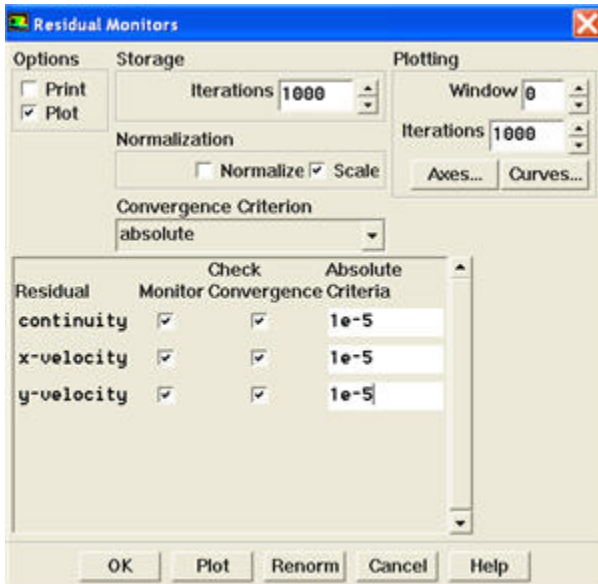 Residual Monitors
Options Storage Plotting
Print Iterations 1000 Window 0
Plot
Normalization Iterations 1000
Normalize Scale Axes... Curves...
Convergence Criterion
absolute
Check Absolute
Residual Monitor Convergence Criteria
continuity 1e-5
x-velocity 1e-5
y-velocity 1e-5
OK Plot Renorm Cancel Help